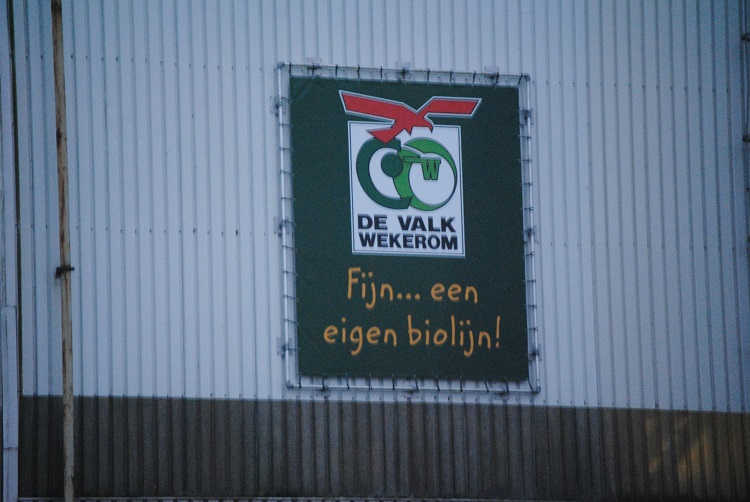 W
DE VALK
WEKEROM
Fijn... een
eigen biolijn!